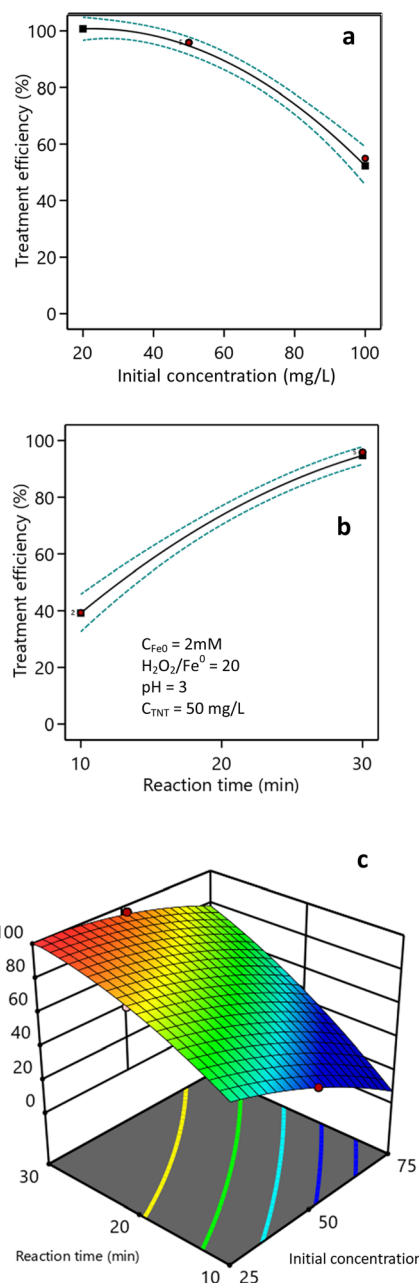 a
100
80
60
40
20
0
Treatment efficiency (%)
20 40 60 80 100
Initial concentration (mg/L)
b
100
80
60
40
20
0
Treatment efficiency (%)
2
C_Fe0 = 2mM
H₂O₂/Fe⁰ = 20
pH = 3
C_TNT = 50 mg/L
10 20 30
Reaction time (min)
c
100
80
60
40
20
0
30
20
10
Reaction time (min)
25
50
75
Initial concentration